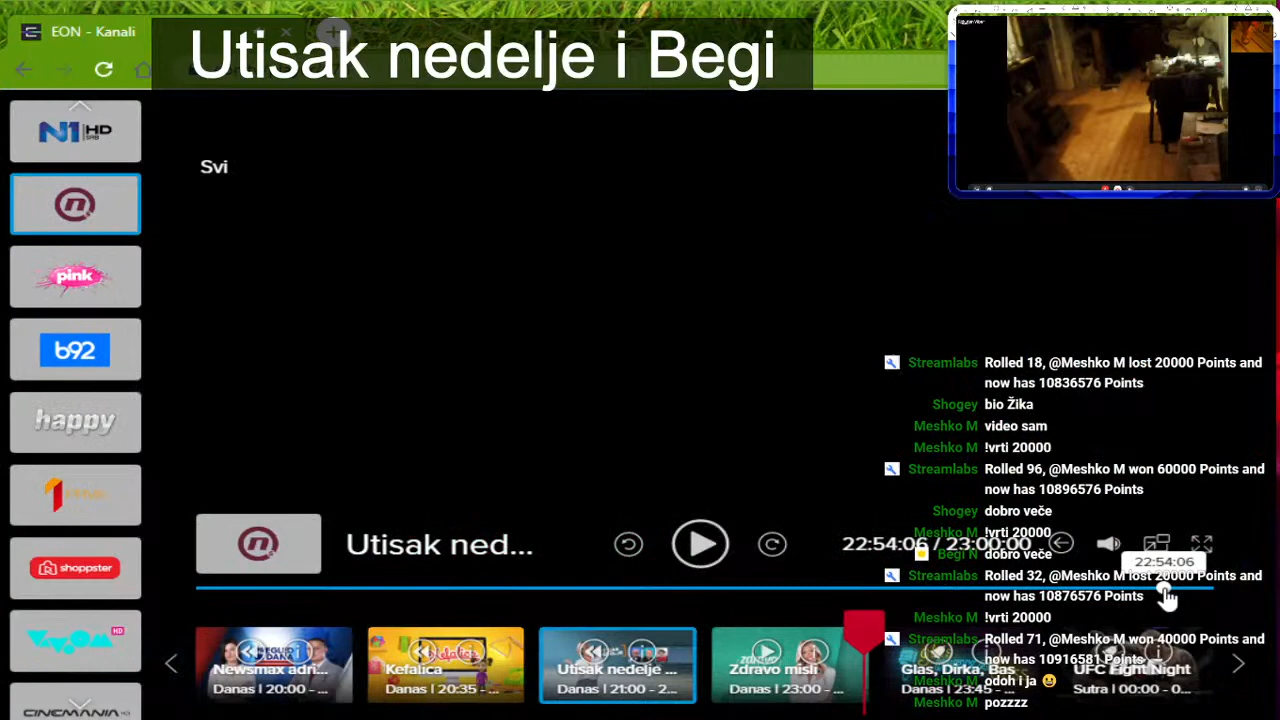 EON - Kanali
Utisak nedelje i Begi
N1 HD
SRB
Svi
pink
b92
happy
shoppster
HD
CINEMANIA HD
Utisak ned...
22:54:06 / 23:00:00
22:54:06
Newsmax adri...
Danas | 20:00 - ...
Kefalica
Danas | 20:35 - ...
Utisak nedelje ...
Danas | 21:00 - 2...
Zdravo misli
Danas | 23:00 - ...
Glas, Dirka, Bas
Danas | 23:45 - ...
UFC Fight Night
Sutra | 00:00 - 0...
Streamlabs Rolled 18, @Meshko M lost 20000 Points and
now has 10836576 Points
Shogey bio Žika
Meshko M video sam
Meshko M !vrti 20000
Streamlabs Rolled 96, @Meshko M won 60000 Points and
now has 10896576 Points
Shogey dobro veče
Meshko M !vrti 20000
Begi N dobro veče
Streamlabs Rolled 32, @Meshko M lost 20000 Points and
now has 10876576 Points
Meshko M !vrti 20000
Streamlabs Rolled 71, @Meshko M won 40000 Points and
now has 10916581 Points
Meshko M odoh i ja
Meshko M pozzzz